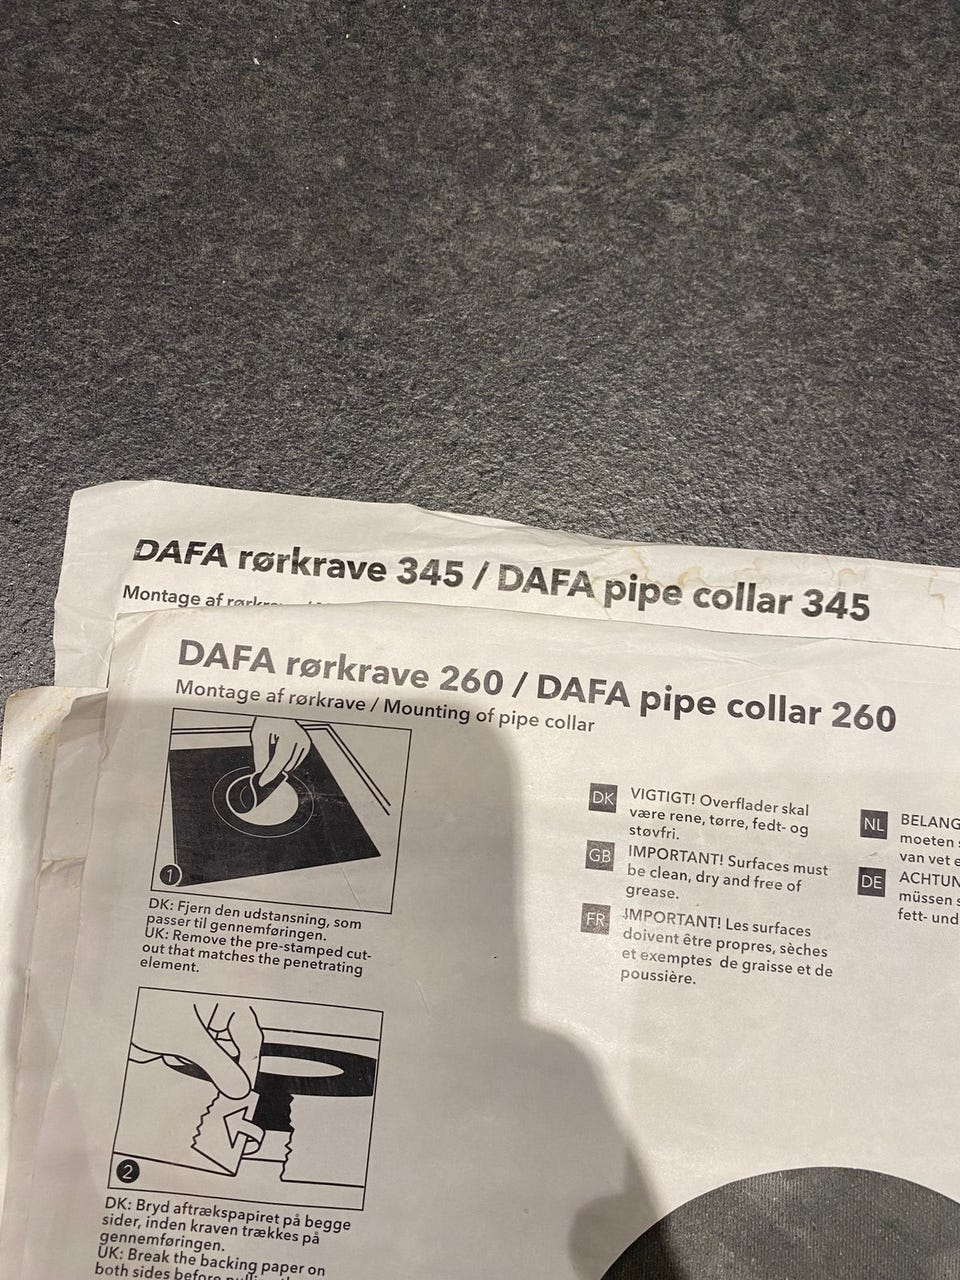 DAFA rørkrave 345 / DAFA pipe collar 345
Montage af
DAFA rørkrave 260 / DAFA pipe collar 260
Montage af rørkrave / Mounting of pipe collar
1
DK: Fjern den udstansning, som
passer til gennemføringen.
UK: Remove the pre-stamped cut-
out that matches the penetrating
element.
2
DK: Bryd aftrækspapiret på begge
sider, inden kraven trækkes på
gennemføringen.
UK: Break the backing paper on
both sides before
DK VIGTIGT! Overflader skal
være rene, tørre, fedt- og
støvfri.
GB IMPORTANT! Surfaces must
be clean, dry and free of
grease.
FR IMPORTANT! Les surfaces
doivent être propres, sèches
et exemptes de graisse et de
poussière.
NL BELANG
moeten
van vet e
DE ACHTUN
müssen s
fett- und